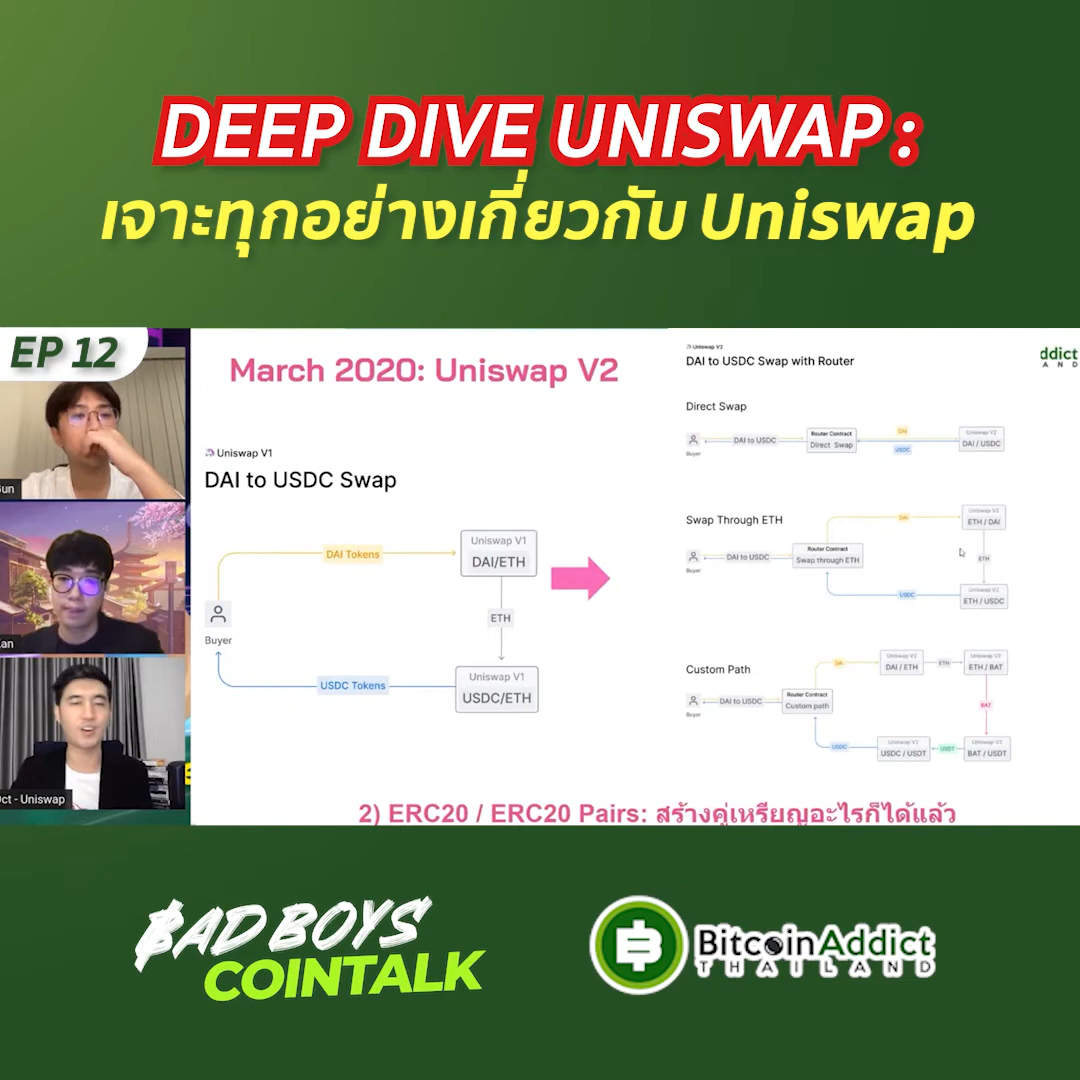 DEEP DIVE UNISWAP :
เจาะทุกอย่างเกี่ยวกับ Uniswap
EP 12
March 2020: Uniswap V2
Uniswap V1
DAI to USDC Swap
DAI Tokens
Uniswap V1
DAI/ETH
ETH
Buyer
USDC Tokens
Uniswap V1
USDC/ETH
Uniswap V2
DAI to USDC Swap with Router
ddict
A N D
Direct Swap
Buyer
DAI to USDC
Router Contract
Direct Swap
DAI
USDC
Uniswap V2
DAI / USDC
Swap Through ETH
Buyer
DAI to USDC
Router Contract
Swap through ETH
DAI
Uniswap V2
ETH / DAI
ETH
USDC
Uniswap V2
ETH / USDC
Custom Path
Buyer
DAI to USDC
Router Contract
Custom path
DAI
Uniswap V2
DAI / ETH
ETH
Uniswap V2
ETH / BAT
BAT
USDC
Uniswap V2
USDC / USDT
USDT
Uniswap V2
BAT / USDT
2) ERC20 / ERC20 Pairs: สร้างคู่เหรียญอะไรก็ได้แล้ว
Oct - Uniswap
BAD BOYS
COINTALK
BitcoinAddict
THAILAND